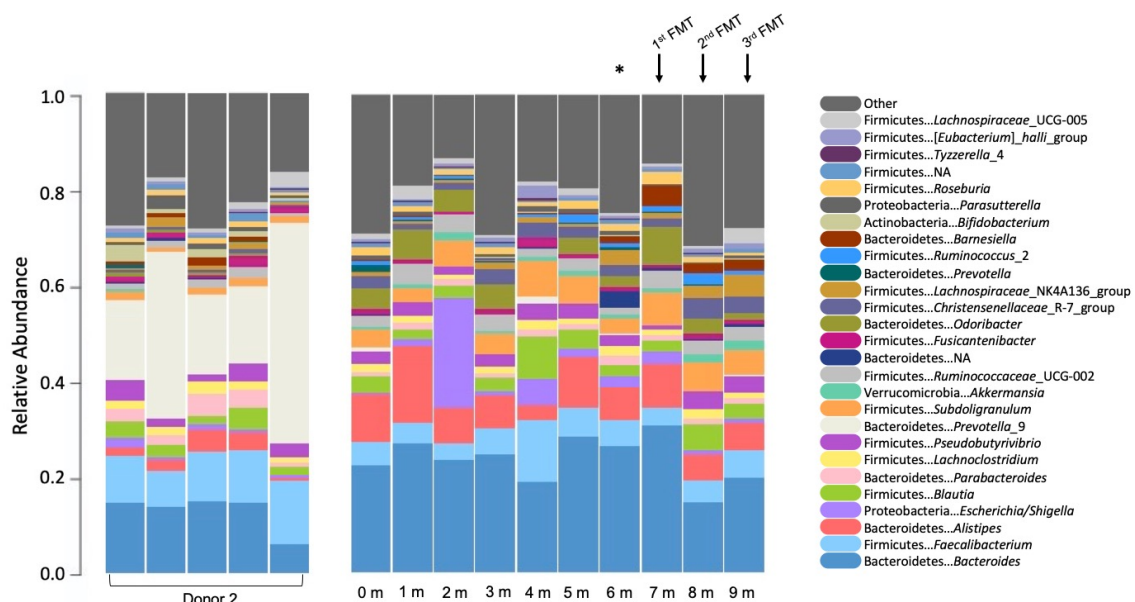 1st FMT
2nd FMT
3rd FMT
*
1.0
0.8
0.6
0.4
0.2
0.0
Relative Abundance
Donor 2
0 m 1 m 2 m 3 m 4 m 5 m 6 m 7 m 8 m 9 m
Other
Firmicutes...Lachnospiraceae_UCG-005
Firmicutes...[Eubacterium]_halli_group
Firmicutes...Tyzzerella_4
Firmicutes...NA
Firmicutes...Roseburia
Proteobacteria...Parasutterella
Actinobacteria...Bifidobacterium
Bacteroidetes...Barnesiella
Firmicutes...Ruminococcus_2
Bacteroidetes...Prevotella
Firmicutes...Lachnospiraceae_NK4A136_group
Firmicutes...Christensenellaceae_R-7_group
Bacteroidetes...Odoribacter
Firmicutes...Fusicantenibacter
Bacteroidetes...NA
Firmicutes...Ruminococcaceae_UCG-002
Verrucomicrobia...Akkermansia
Firmicutes...Subdoligranulum
Bacteroidetes...Prevotella_9
Firmicutes...Pseudobutyrivibrio
Firmicutes...Lachnoclostridium
Bacteroidetes...Parabacteroides
Firmicutes...Blautia
Proteobacteria...Escherichia/Shigella
Bacteroidetes...Alistipes
Firmicutes...Faecalibacterium
Bacteroidetes...Bacteroides